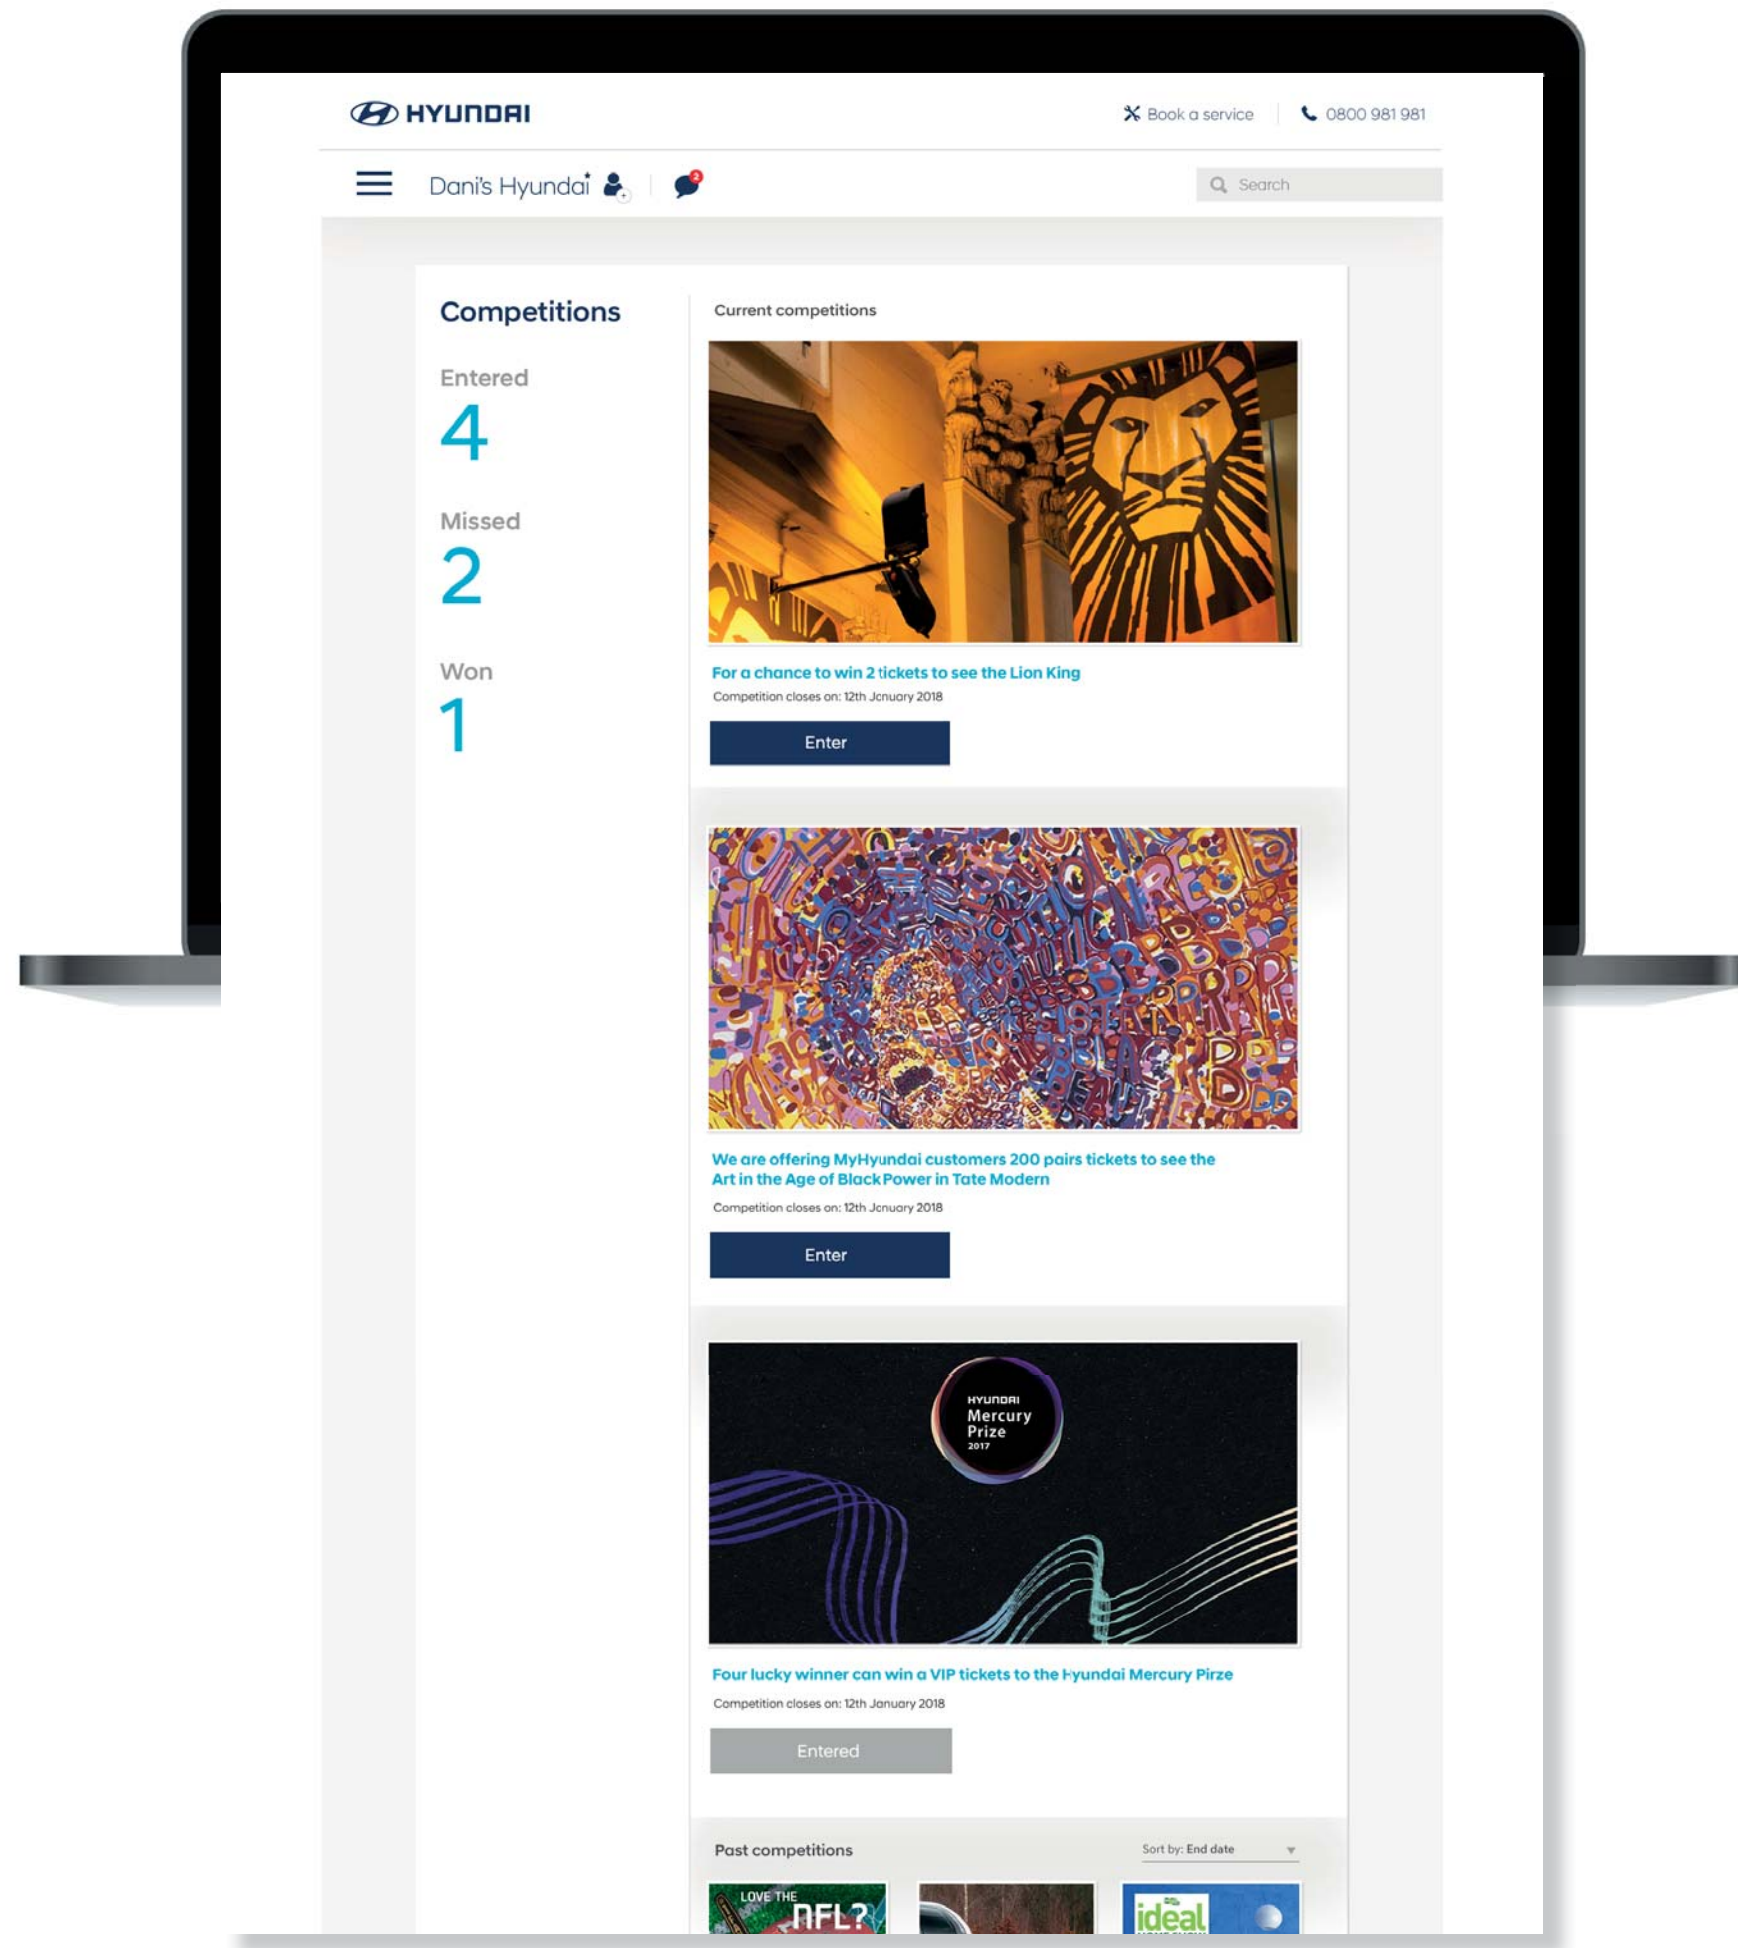 HYUNDAI
Book a service
0800 981 981
Dani's Hyundai
2
Search
Competitions
Entered
4
Missed
2
Won
1
Current competitions
For a chance to win 2 tickets to see the Lion King
Competition closes on: 12th January 2018
Enter
We are offering MyHyundai customers 200 pairs tickets to see the
Art in the Age of Black Power in Tate Modern
Competition closes on: 12th January 2018
Enter
HYUNDAI
Mercury
Prize
2017
Four lucky winner can win a VIP tickets to the Hyundai Mercury Pirze
Competition closes on: 12th January 2018
Entered
Past competitions
Sort by: End date
LOVE THE
NFL?
ideal